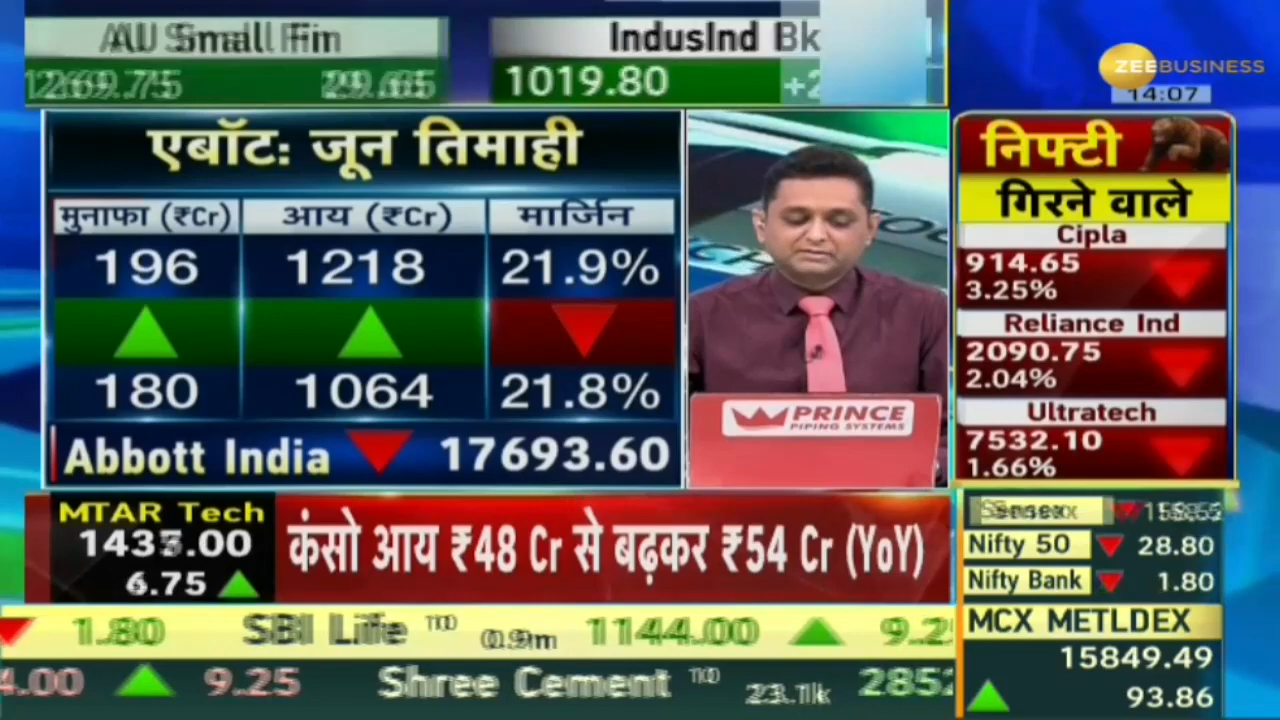 AU Small Fin
IndusInd Bk
1019.80
ZEEBUSINESS
14:07
एबॉट: जून तिमाही
मुनाफा (₹Cr) आय (₹Cr) मार्जिन
196 1218 21.9%
180 1064 21.8%
Abbott India 17693.60
PRINCE
PIPING SYSTEMS
निफ्टी
गिरने वाले
Cipla
914.65
3.25%
Reliance Ind
2090.75
2.04%
Ultratech
7532.10
1.66%
MTAR Tech
6.75
कंसो आय ₹48 Cr से बढ़कर ₹54 Cr (YoY)
Sensex
Nifty 50 28.80
Nifty Bank 1.80
MCX METLDEX
15849.49
93.86
1.80 SBI Life 1144.00
9.25 Shree Cement